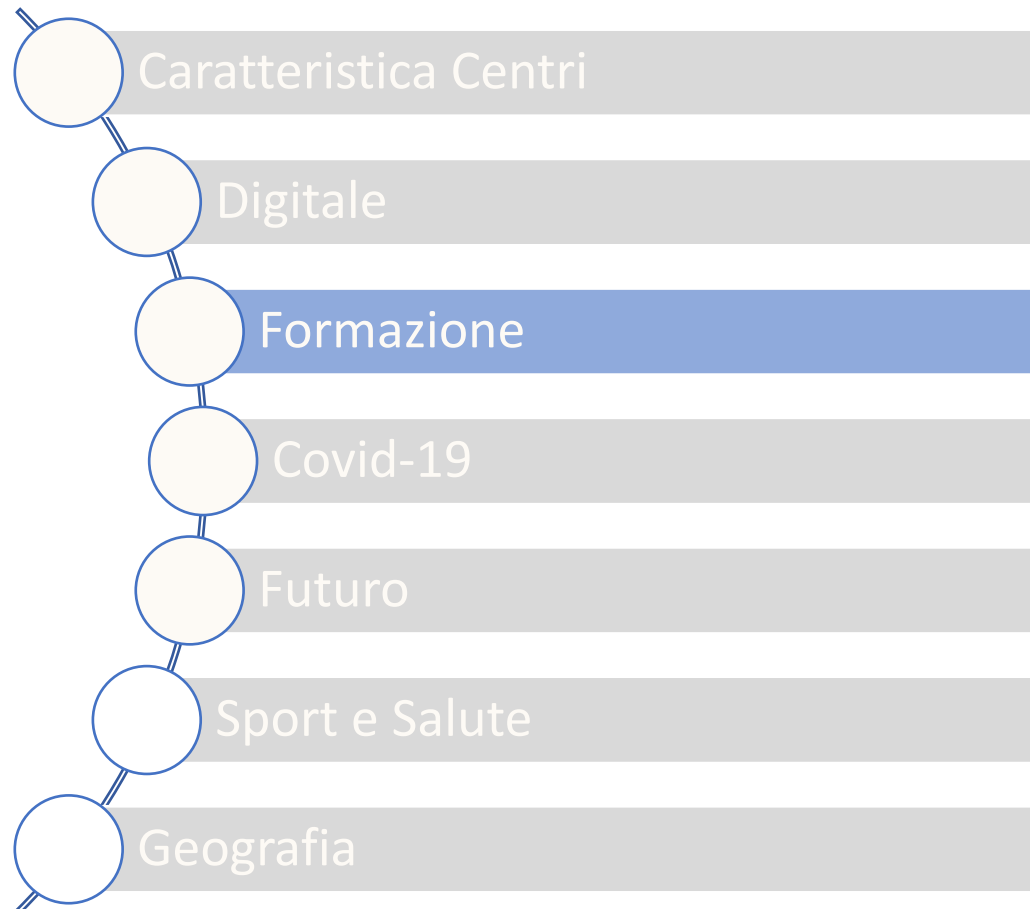 Caratteristica Centri
Digitale
Formazione
Covid-19
Futuro
Sport e Salute
Geografia